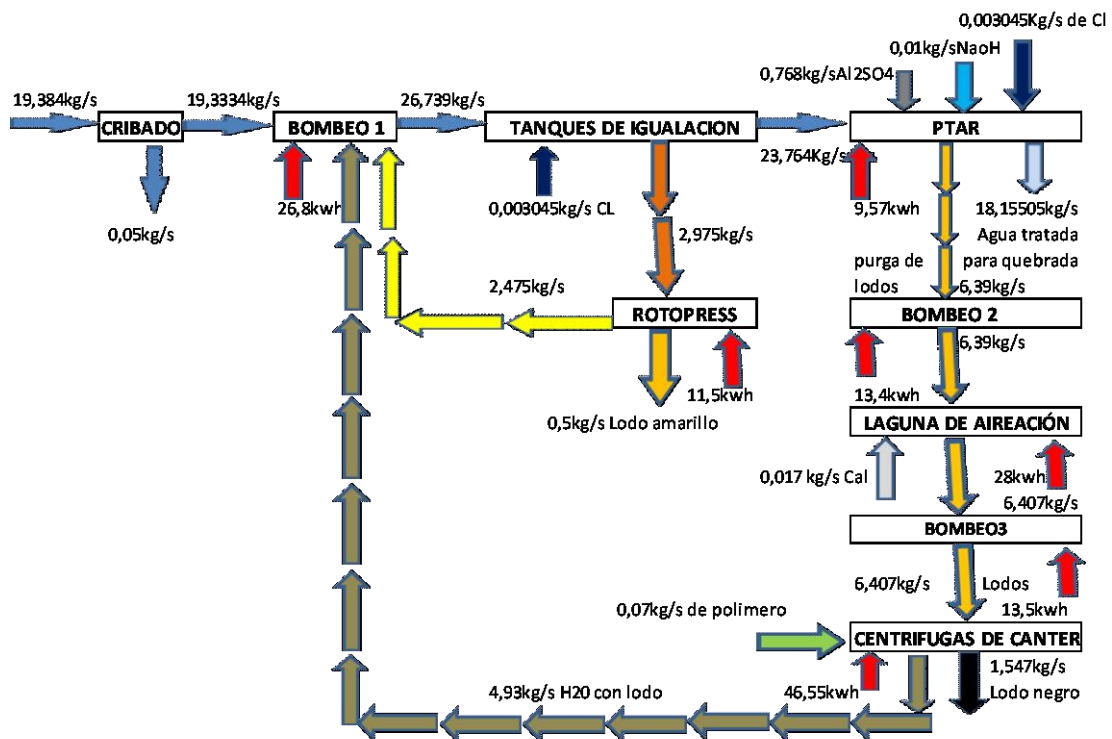 0,003045Kg/s de Cl
0,01kg/sNaoH
0,768kg/sAl2SO4
19,384kg/s
19,3334kg/s
26,739kg/s
CRIBADO
BOMBEO 1
TANQUES DE IGUALACION
PTAR
23,764Kg/s
26,8kwh
0,003045kg/s CL
9,57kwh
18,15505kg/s
0,05kg/s
2,975kg/s
Agua tratada
purga de
para quebrada
lodos
6,39kg/s
2,475kg/s
ROTOPRESS
BOMBEO 2
6,39kg/s
11,5kwh
13,4kwh
0,5kg/s Lodo amarillo
LAGUNA DE AIREACIÓN
0,017 kg/s Cal
28kwh
6,407kg/s
BOMBEO3
6,407kg/s
Lodos
0,07kg/s de polimero
13,5kwh
CENTRIFUGAS DE CANTER
1,547kg/s
4,93kg/s H20 con lodo
46,55kwh
Lodo negro